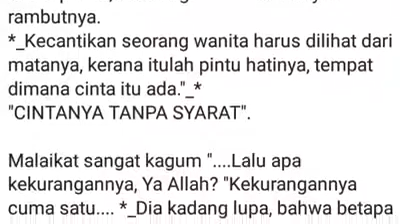 rambutnya.
*_Kecantikan seorang wanita harus dilihat dari
matanya, kerana itulah pintu hatinya, tempat
dimana cinta itu ada."_*
"CINTANYA TANPA SYARAT".
Malaikat sangat kagum "....Lalu apa
kekurangannya, Ya Allah? "Kekurangannya
cuma satu.... *_Dia kadang lupa, bahwa betapa